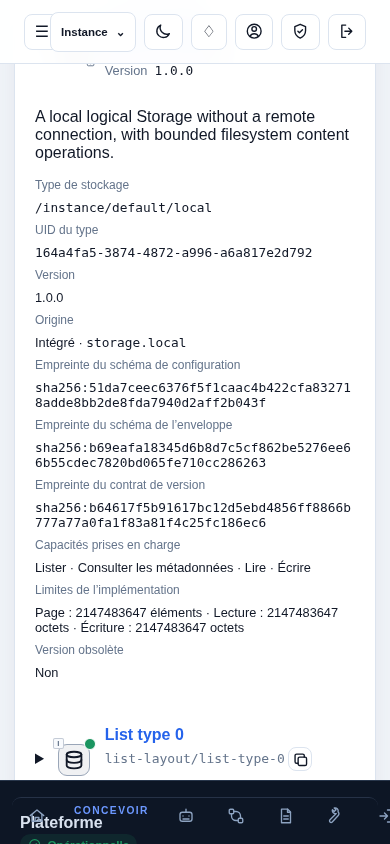 Instance
Version 1.0.0
A local logical Storage without a remote
connection, with bounded filesystem content
operations.
Type de stockage
/instance/default/local
UID du type
164a4fa5-3874-4872-a996-a6a817e2d792
Version
1.0.0
Origine
Intégré · storage.local
Empreinte du schéma de configuration
sha256:51da7ceec6376f5f1caac4b422cfa83271
8adde8bb2de8fda7940d2aff2b043f
Empreinte du schéma de l’enveloppe
sha256:b69eafa18345d6b8d7c5cf862be5276ee6
6b55cdec7820bd065fe710cc286263
Empreinte du contrat de version
sha256:b64617f5b91617bc12d5ebd4856ff8866b
777a77a0fa1f83a81f4c25fc186ec6
Capacités prises en charge
Lister · Consulter les métadonnées · Lire · Écrire
Limites de l’implémentation
Page : 2147483647 éléments · Lecture : 2147483647
octets · Écriture : 2147483647 octets
Version obsolète
Non
List type 0
I
list-layout/list-type-0
CONCEVOIR
Plateforme
Opérationnelle